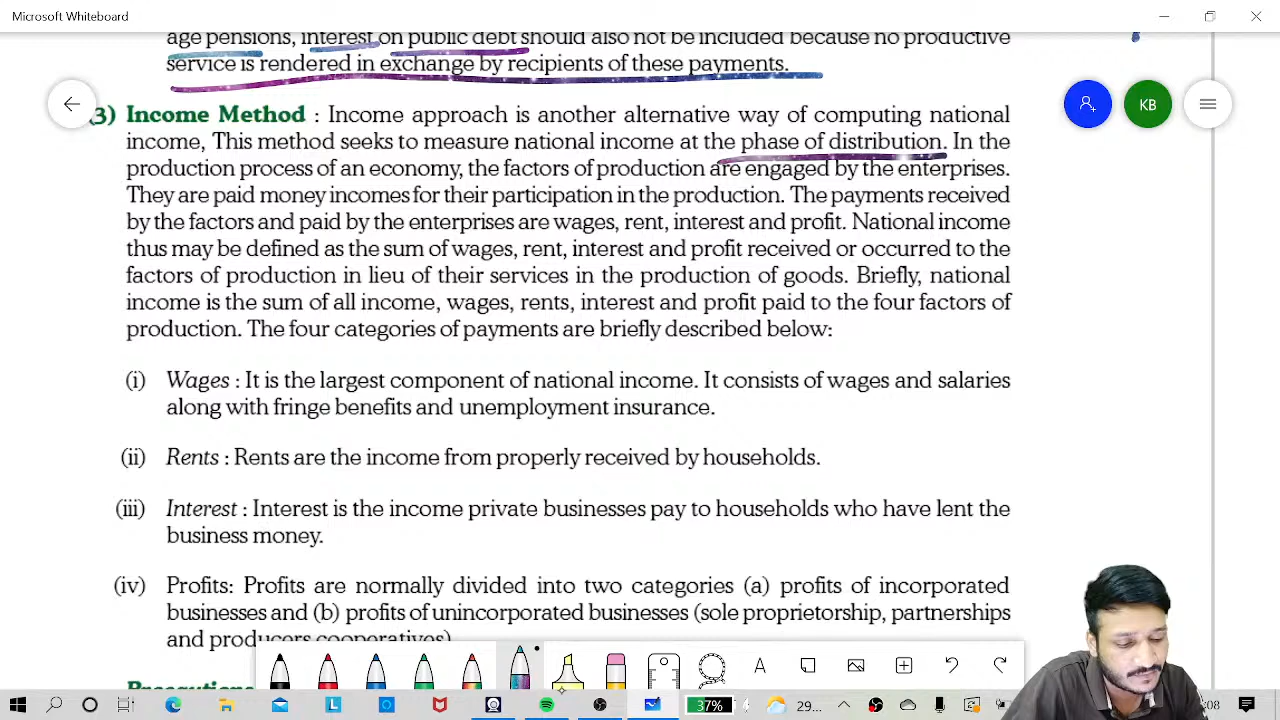 Microsoft Whiteboard
age pensions, interest on public debt should also not be included because no productive
service is rendered in exchange by recipients of these payments.
3) Income Method : Income approach is another alternative way of computing national
KB
income, This method seeks to measure national income at the phase of distribution. In the
production process of an economy, the factors of production are engaged by the enterprises.
They are paid money incomes for their participation in the production. The payments received
by the factors and paid by the enterprises are wages, rent, interest and profit. National income
thus may be defined as the sum of wages, rent, interest and profit received or occurred to the
factors of production in lieu of their services in the production of goods. Briefly, national
income is the sum of all income, wages, rents, interest and profit paid to the four factors of
production. The four categories of payments are briefly described below:
(i) Wages : It is the largest component of national income. It consists of wages and salaries
along with fringe benefits and unemployment insurance.
(ii) Rents : Rents are the income from properly received by households.
(iii) Interest : Interest is the income private businesses pay to households who have lent the
business money.
(iv) Profits: Profits are normally divided into two categories (a) profits of incorporated
businesses and (b) profits of unincorporated businesses (sole proprietorship, partnerships
and producers cooperatives)
Precautions
37%
29...
:08